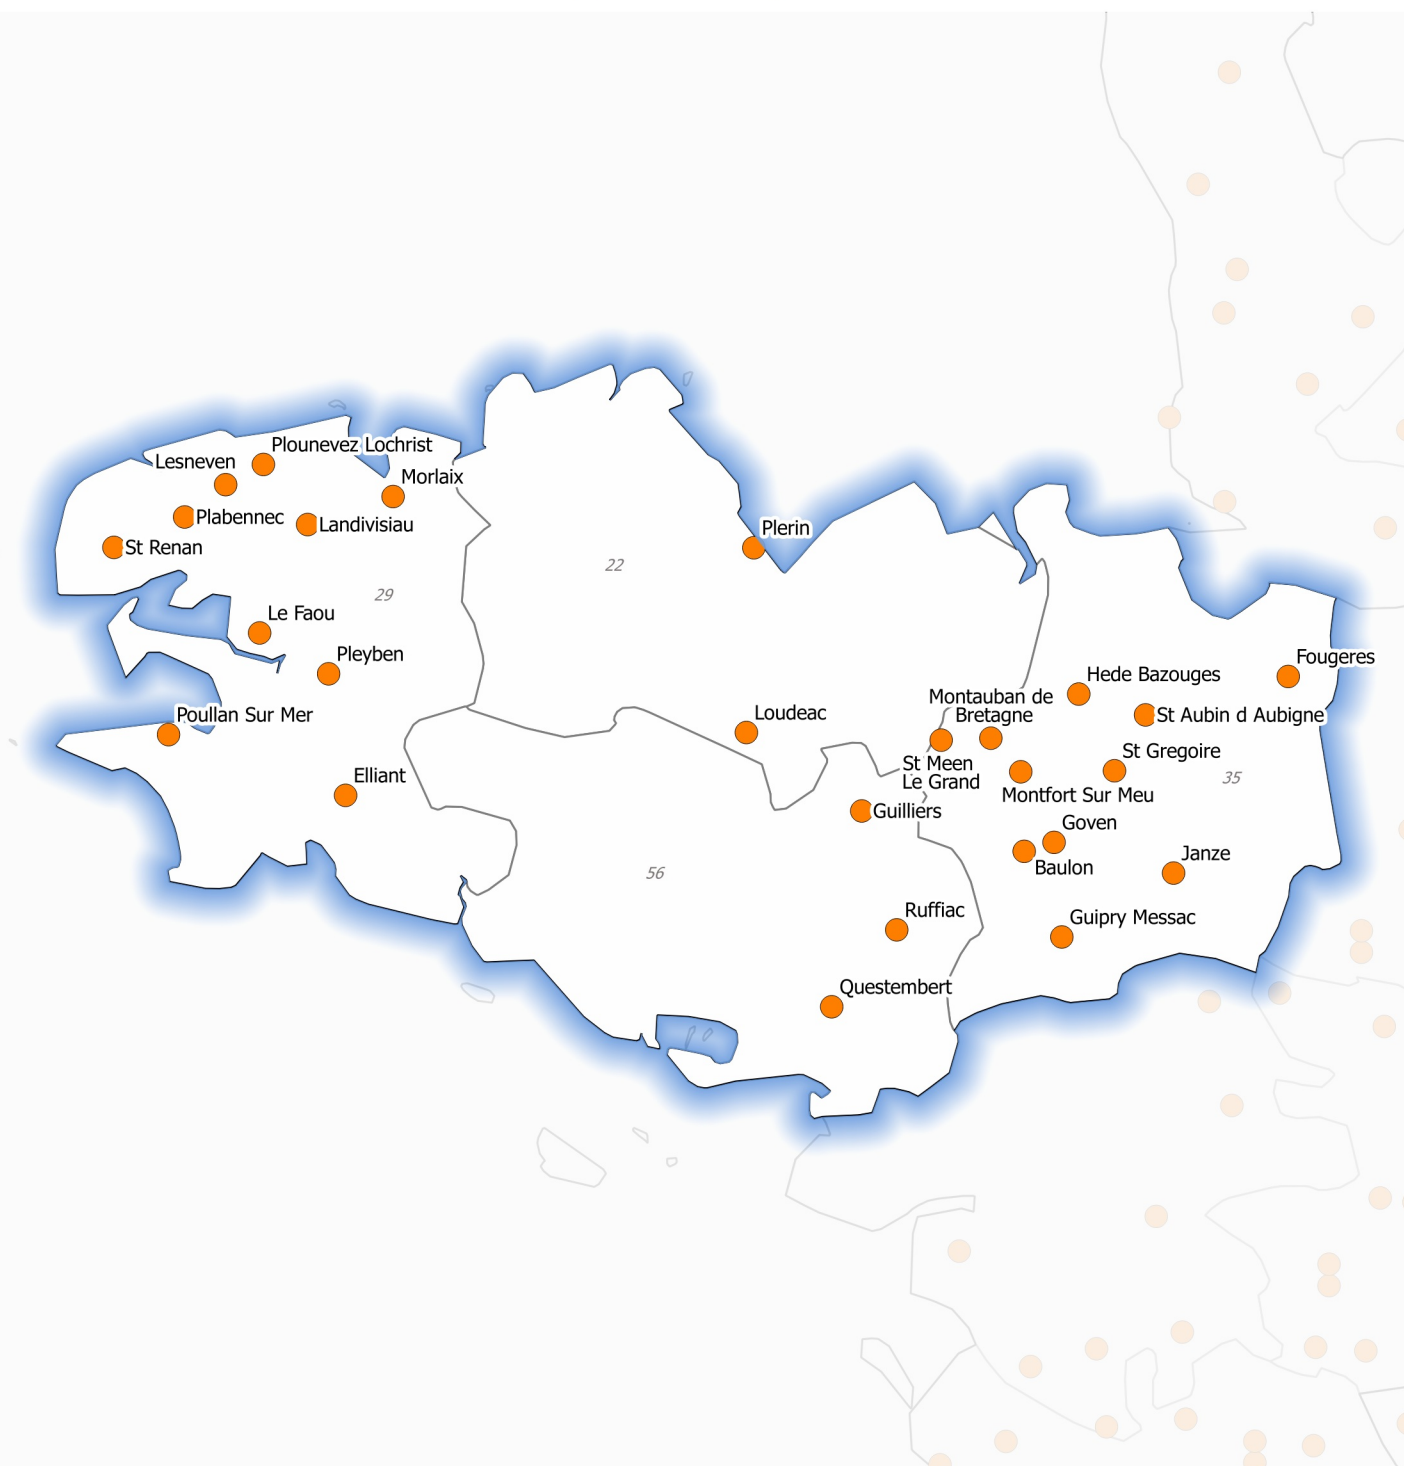 Plounevez Lochrist
Lesneven
Morlaix
Plabennec
Landivisiau
Plerin
St Renan
22
29
Le Faou
Pleyben
Fougeres
Hede Bazouges
Montauban de
Bretagne
Poullan Sur Mer
Loudeac
St Aubin d Aubigne
St Gregoire
St Meen
Le Grand
Elliant
35
Montfort Sur Meu
Guilliers
Goven
Janze
Baulon
56
Ruffiac
Guipry Messac
Questembert